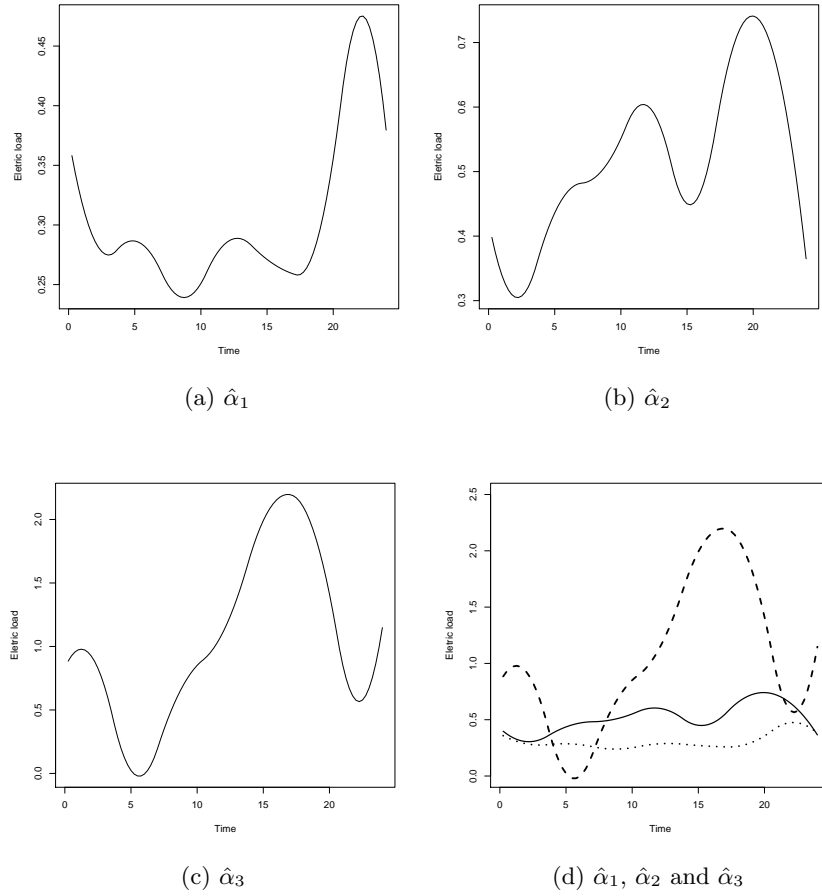 0.45
0.40
0.35
0.30
0.25
Eletric load
0 5 10 15 20
Time
(a) α̂₁
0.7
0.6
0.5
0.4
0.3
Eletric load
0 5 10 15 20
Time
(b) α̂₂
2.0
1.5
1.0
0.5
0.0
Eletric load
0 5 10 15 20
Time
(c) α̂₃
2.5
2.0
1.5
1.0
0.5
0.0
Eletric load
0 5 10 15 20
Time
(d) α̂₁, α̂₂ and α̂₃